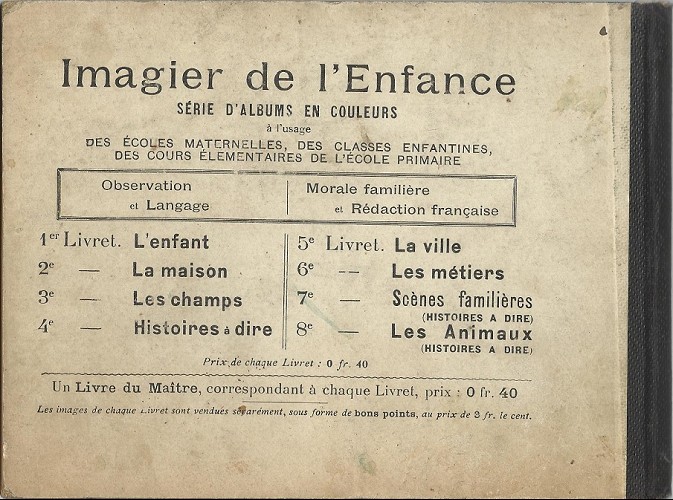 Imagier de l'Enfance
SÉRIE D'ALBUMS EN COULEURS
à l'usage
DES ÉCOLES MATERNELLES, DES CLASSES ENFANTINES,
DES COURS ÉLEMENTAIRES DE L'ÉCOLE PRIMAIRE
Observation
et Langage
Morale familière
et Rédaction française
1er Livret. L'enfant
2e — La maison
3e — Les champs
4e — Histoires à dire
5e Livret. La ville
6e -- Les métiers
7e — Scènes familières
(HISTOIRES A DIRE)
8e — Les Animaux
(HISTOIRES A DIRE)
Prix de chaque Livret : 0 fr. 40
Un Livre du Maître, correspondant à chaque Livret, prix : 0 fr. 40
Les images de chaque Livret sont vendues séparément, sous forme de bons points, au prix de 3 fr. le cent.